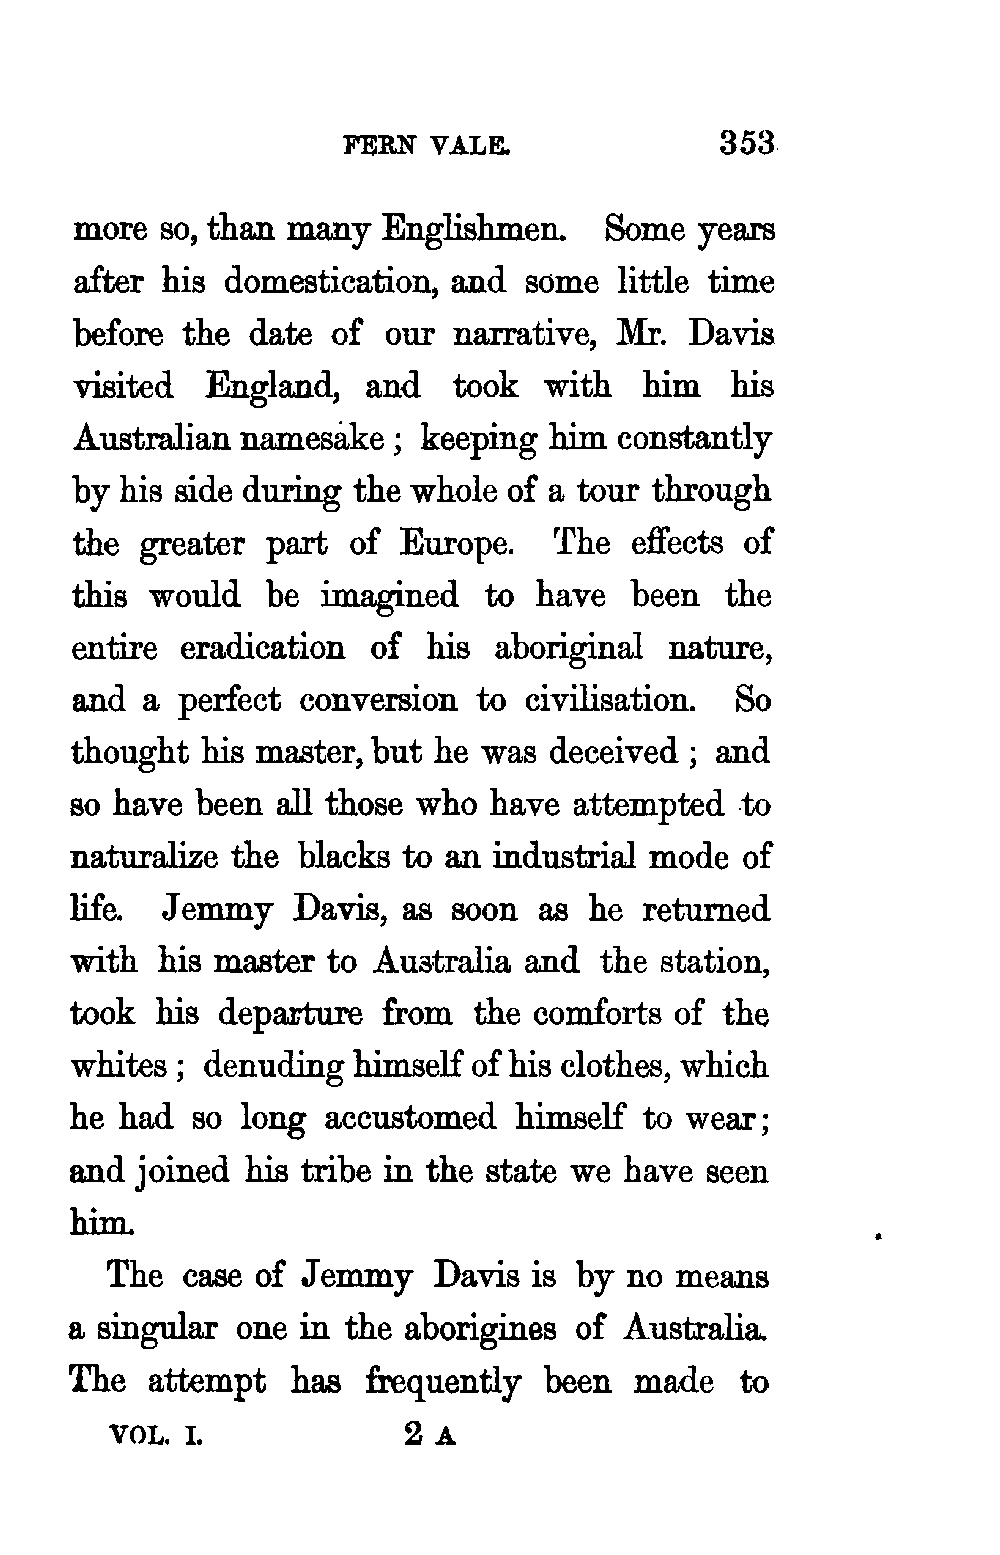 FERN VALE. 353
more so, than many Englishmen. Some years
after his domestication, and some little time
before the date of our narrative, Mr. Davis
visited England, and took with him his
Australian namesake ; keeping him constantly
by his side during the whole of a tour through
the greater part of Europe. The effects of
this would be imagined to have been the
entire eradication of his aboriginal nature,
and a perfect conversion to civilisation. So
thought his master, but he was deceived ; and
so have been all those who have attempted to
naturalize the blacks to an industrial mode of
life. Jemmy Davis, as soon as he returned
with his master to Australia and the station,
took his departure from the comforts of the
whites ; denuding himself of his clothes, which
he had so long accustomed himself to wear;
and joined his tribe in the state we have seen
him.
The case of Jemmy Davis is by no means
a singular one in the aborigines of Australia.
The attempt has frequently been made to
VOL. I. 2 A